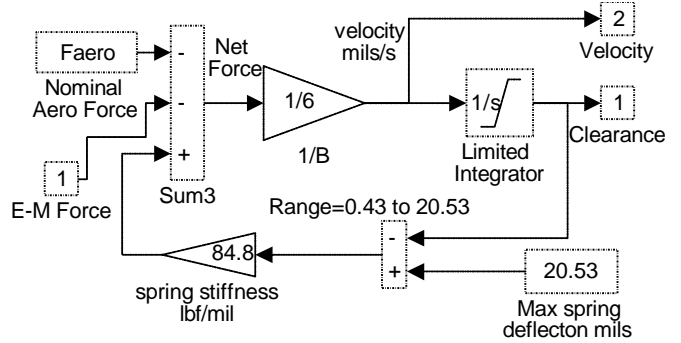 Faero
Nominal
Aero Force
1
E-M Force
-
-
+
Sum3
Net
Force
1/6
1/B
velocity
mils/s
1/s
Limited
Integrator
2
Velocity
1
Clearance
Range=0.43 to 20.53
-
+
84.8
spring stiffness
lbf/mil
20.53
Max spring
deflecton mils